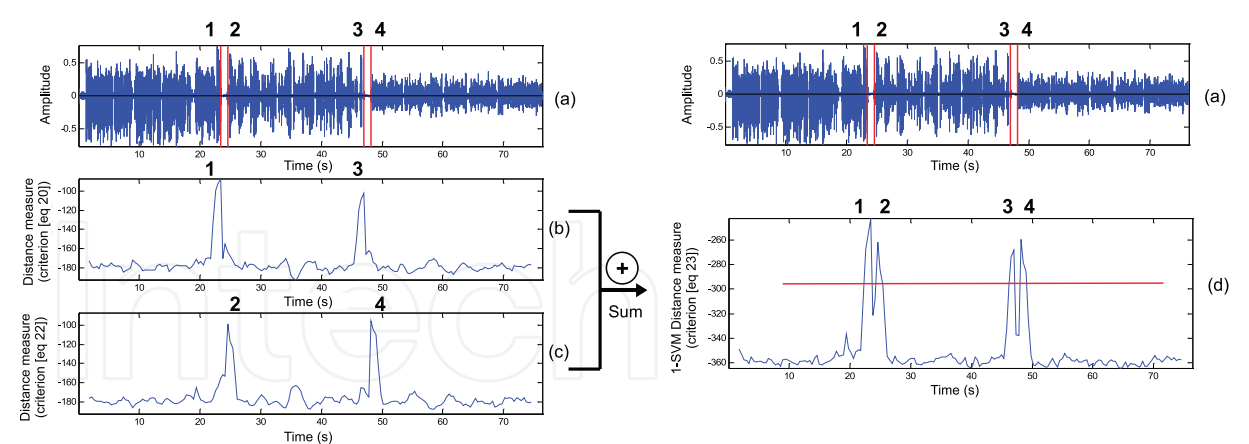 1 2 3 4
Amplitude
0.5
0
-0.5
10 20 30 40 50 60 70
Time (s)
(a)
1 3
Distance measure
(criterion [eq 20])
-100
-120
-140
-160
-180
10 20 30 40 50 60 70
Time (s)
(b)
2 4
Distance measure
(criterion [eq 22])
-100
-120
-140
-160
-180
10 20 30 40 50 60 70
Time (s)
(c)
+
Sum
1 2 3 4
Amplitude
0.5
0
-0.5
10 20 30 40 50 60 70
Time (s)
(a)
1 2 3 4
1-SVM Distance measure
(criterion [eq 23])
-260
-280
-300
-320
-340
-360
10 20 30 40 50 60 70
Time (s)
(d)
Intech